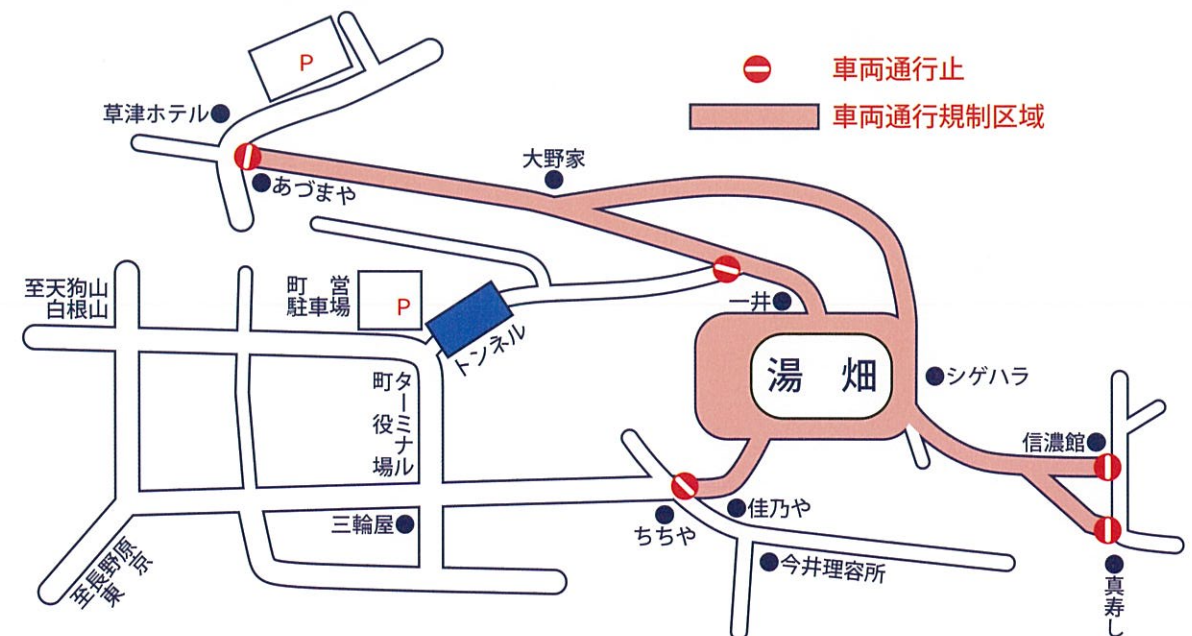 P
車両通行止
車両通行規制区域
草津ホテル
大野家
あづまや
至天狗山
白根山
町営
駐車場
P
トンネル
一井
湯畑
シゲハラ
ターミナル
町役場
信濃館
三輪屋
ちちや
佳乃や
今井理容所
至長野原
東京
真寿し